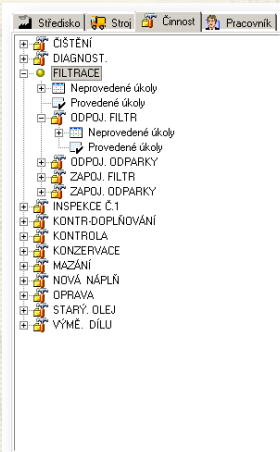 Středisko Stroj Činnost Pracovník
ČIŠTĚNÍ
DIAGNOST.
FILTRACE
Neprovedené úkoly
Provedené úkoly
ODPOJ. FILTR
Neprovedené úkoly
Provedené úkoly
ODPOJ. ODPARKY
ZAPOJ. FILTR
ZAPOJ. ODPARKY
INSPEKCE Č.1
KONTR-DOPLŇOVÁNÍ
KONTROLA
KONZERVACE
MAZÁNÍ
NOVÁ NÁPLŇ
OPRAVA
STARÝ. OLEJ
VÝMĚ. DÍLU